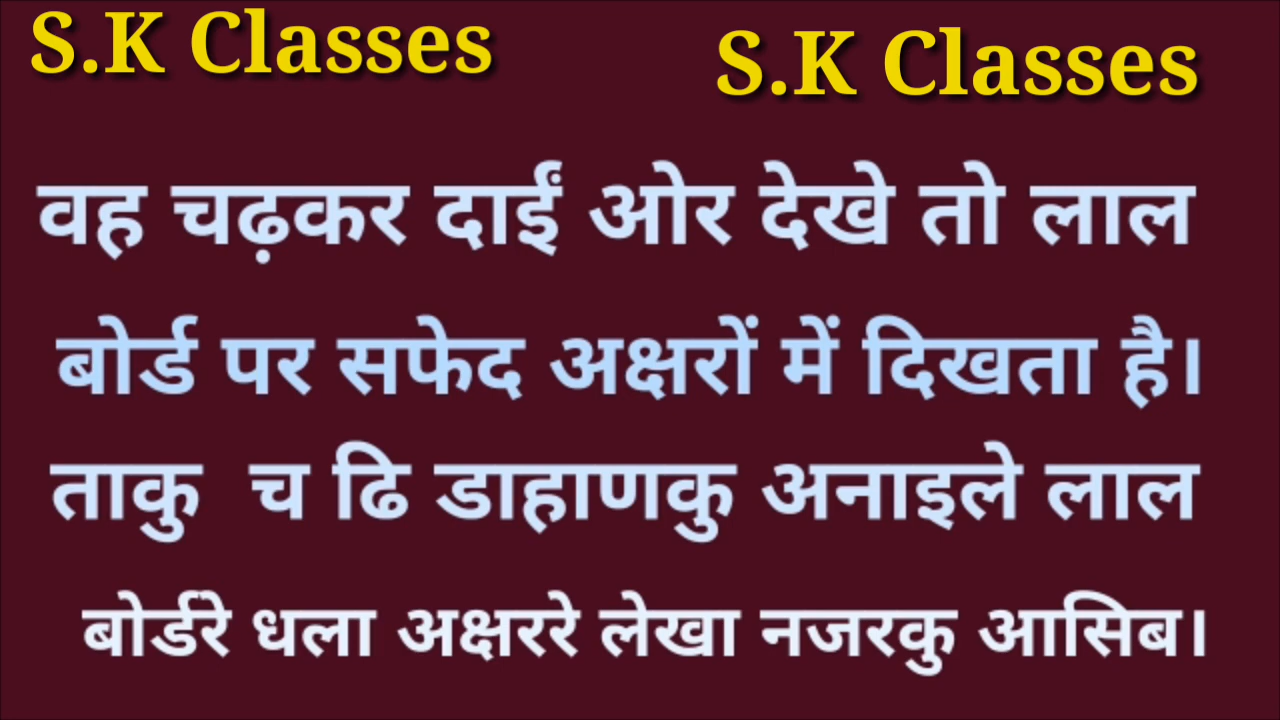 S.K Classes
S.K Classes
वह चढ़कर दाईं ओर देखे तो लाल
बोर्ड पर सफेद अक्षरों में दिखता है।
ताकु च ढि डाहाणकु अनाइले लाल
बोर्डरे धला अक्षररे लेखा नजरकु आसिब।